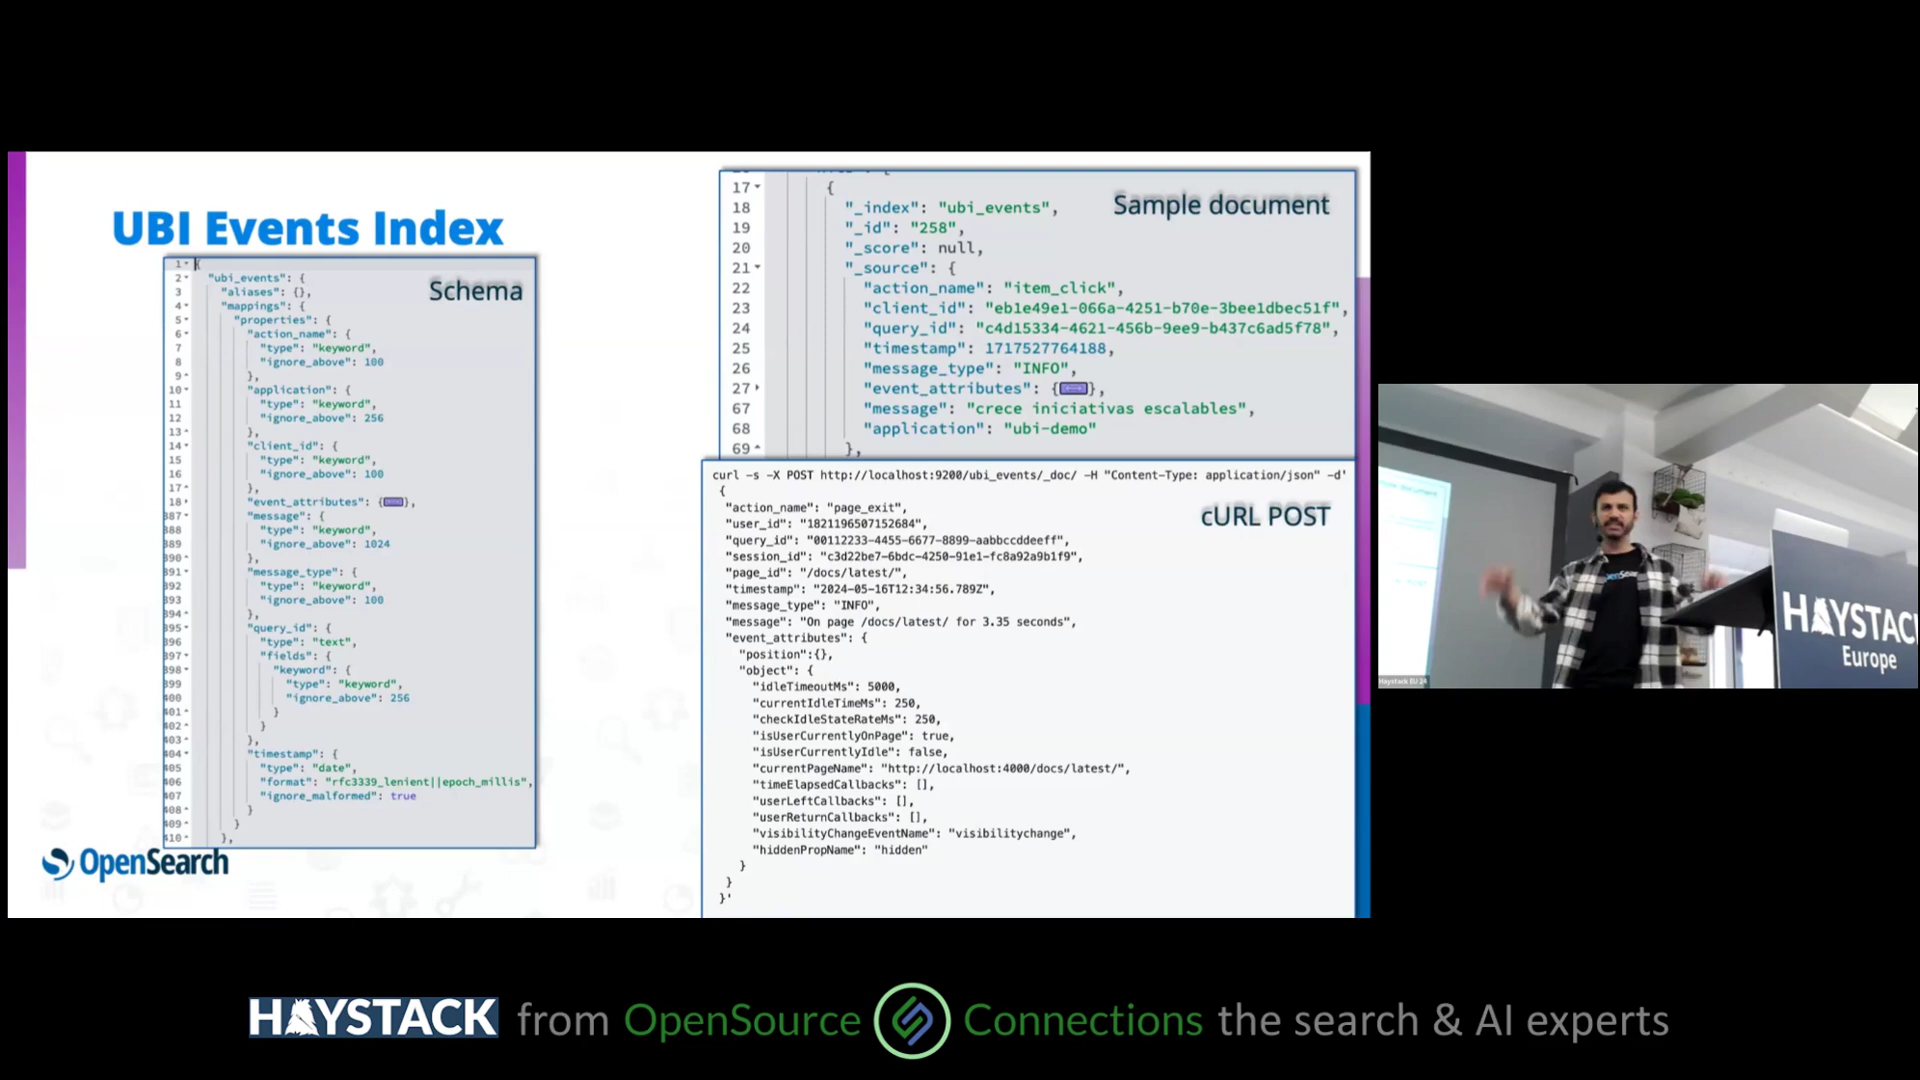 UBI Events Index
Schema
1 {
2 "ubi_events": {
3 "aliases": {},
4 "mappings": {
5 "properties": {
6 "action_name": {
7 "type": "keyword",
8 "ignore_above": 100
9 },
10 "application": {
11 "type": "keyword",
12 "ignore_above": 256
13 },
14 "client_id": {
15 "type": "keyword",
16 "ignore_above": 100
17 },
18 "event_attributes": {},
387 "message": {
388 "type": "keyword",
389 "ignore_above": 1024
390 },
391 "message_type": {
392 "type": "keyword",
393 "ignore_above": 100
394 },
395 "query_id": {
396 "type": "text",
397 "fields": {
398 "keyword": {
399 "type": "keyword",
400 "ignore_above": 256
401 }
402 }
403 },
404 "timestamp": {
405 "type": "date",
406 "format": "rfc3339_lenient||epoch_millis",
407 "ignore_malformed": true
408 }
409 }
410 },
OpenSearch
Sample document
17 {
18 "_index": "ubi_events",
19 "_id": "258",
20 "_score": null,
21 "_source": {
22 "action_name": "item_click",
23 "client_id": "eb1e49e1-066a-4251-b70e-3bee1dbec51f",
24 "query_id": "c4d15334-4621-456b-9ee9-b437c6ad5f78",
25 "timestamp": 1717527764188,
26 "message_type": "INFO",
27 "event_attributes": {},
67 "message": "crece iniciativas escalables",
68 "application": "ubi-demo"
69 },
cURL POST
curl -s -X POST http://localhost:9200/ubi_events/_doc/ -H "Content-Type: application/json" -d'
{
"action_name": "page_exit",
"user_id": "1821196507152684",
"query_id": "00112233-4455-6677-8899-aabbccddeeff",
"session_id": "c3d22be7-6bdc-4250-91e1-fc8a92a9b1f9",
"page_id": "/docs/latest/",
"timestamp": "2024-05-16T12:34:56.789Z",
"message_type": "INFO",
"message": "On page /docs/latest/ for 3.35 seconds",
"event_attributes": {
"position":{},
"object": {
"idleTimeoutMs": 5000,
"currentIdleTimeMs": 250,
"checkIdleStateRateMs": 250,
"isUserCurrentlyOnPage": true,
"isUserCurrentlyIdle": false,
"currentPageName": "http://localhost:4000/docs/latest/",
"timeElapsedCallbacks": [],
"userLeftCallbacks": [],
"userReturnCallbacks": [],
"visibilityChangeEventName": "visibilitychange",
"hiddenPropName": "hidden"
}
}
}'
HAYSTACK
Europe
Haystack EU 24
HAYSTACK from OpenSource Connections the search & AI experts